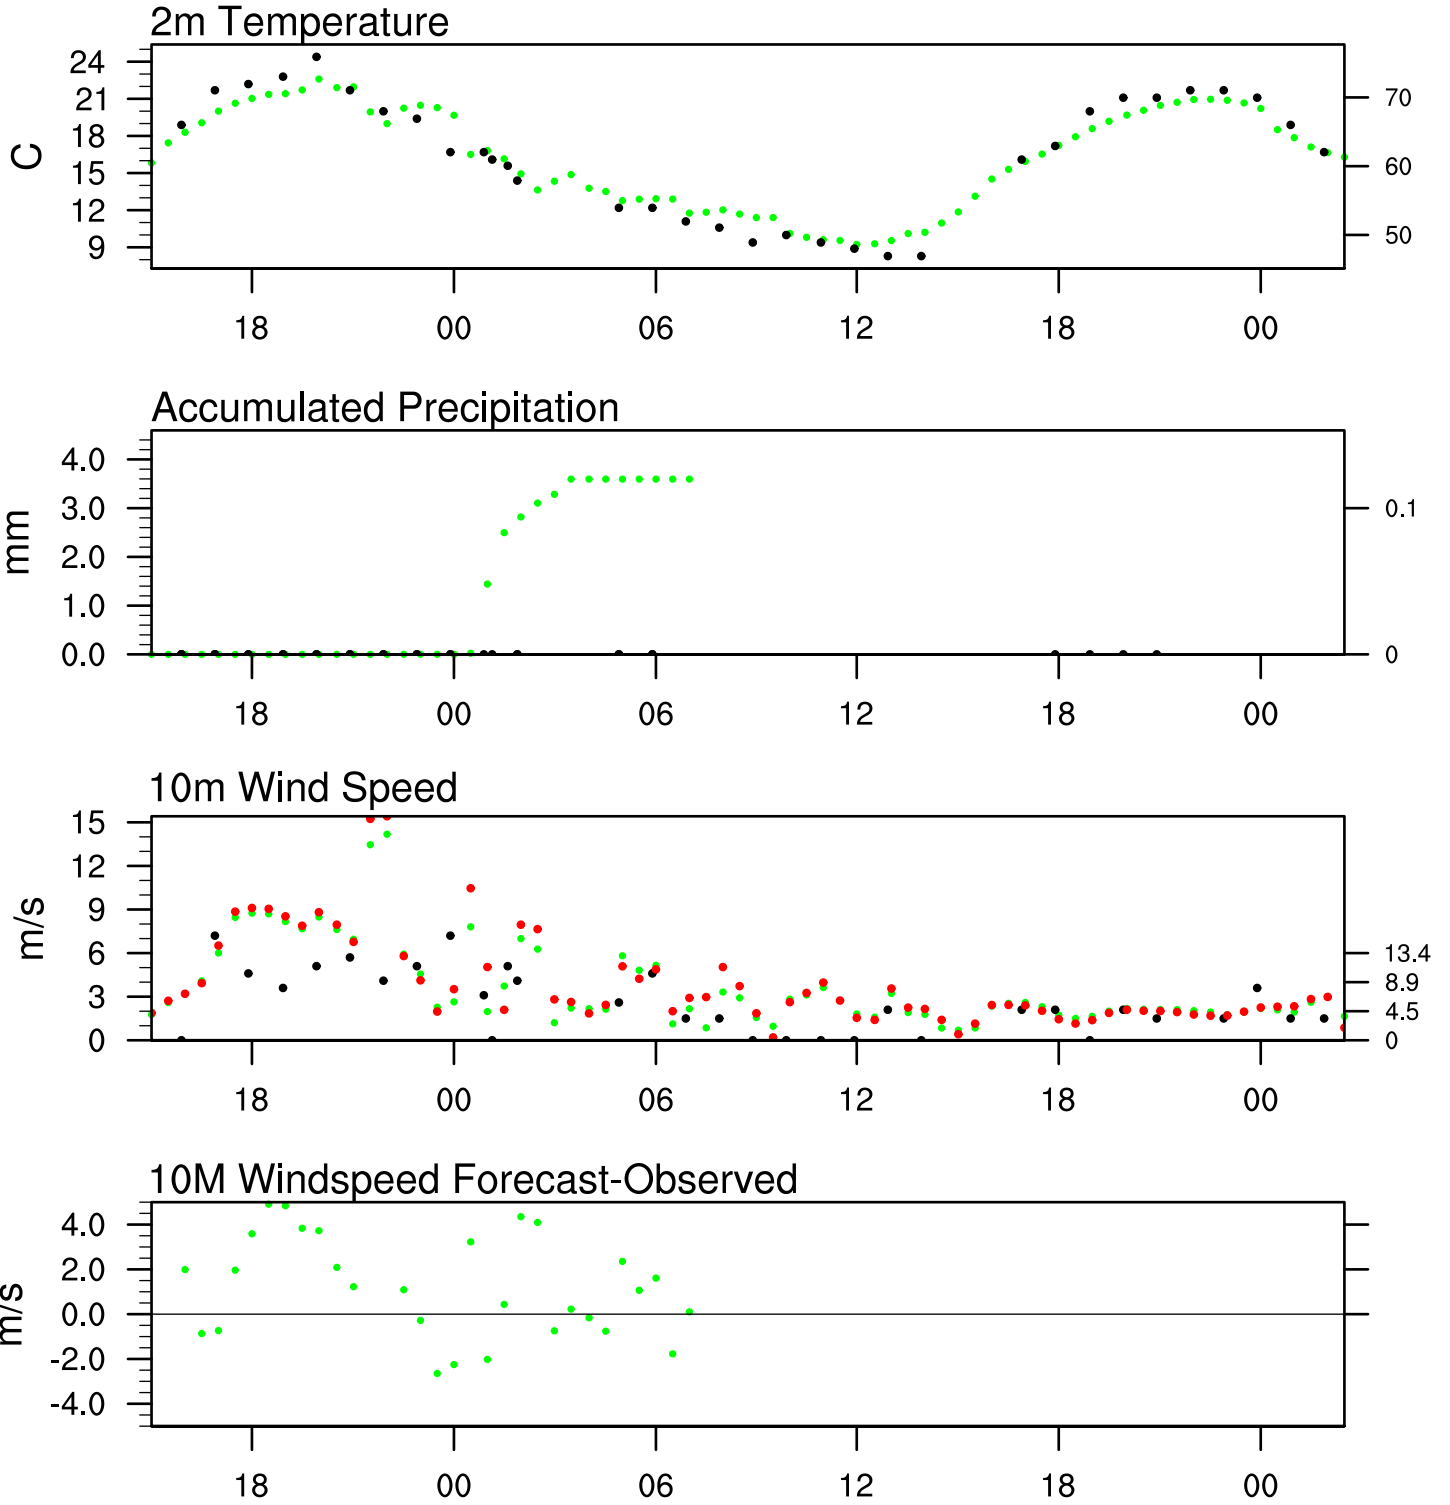 2m Temperature
24
21
18
15
12
9
C
70
60
50
18 00 06 12 18 00
Accumulated Precipitation
4.0
3.0
2.0
1.0
0.0
mm
0.1
0
18 00 06 12 18 00
10m Wind Speed
15
12
9
6
3
0
m/s
13.4
8.9
4.5
0
18 00 06 12 18 00
10M Windspeed Forecast-Observed
4.0
2.0
0.0
-2.0
-4.0
m/s
18 00 06 12 18 00